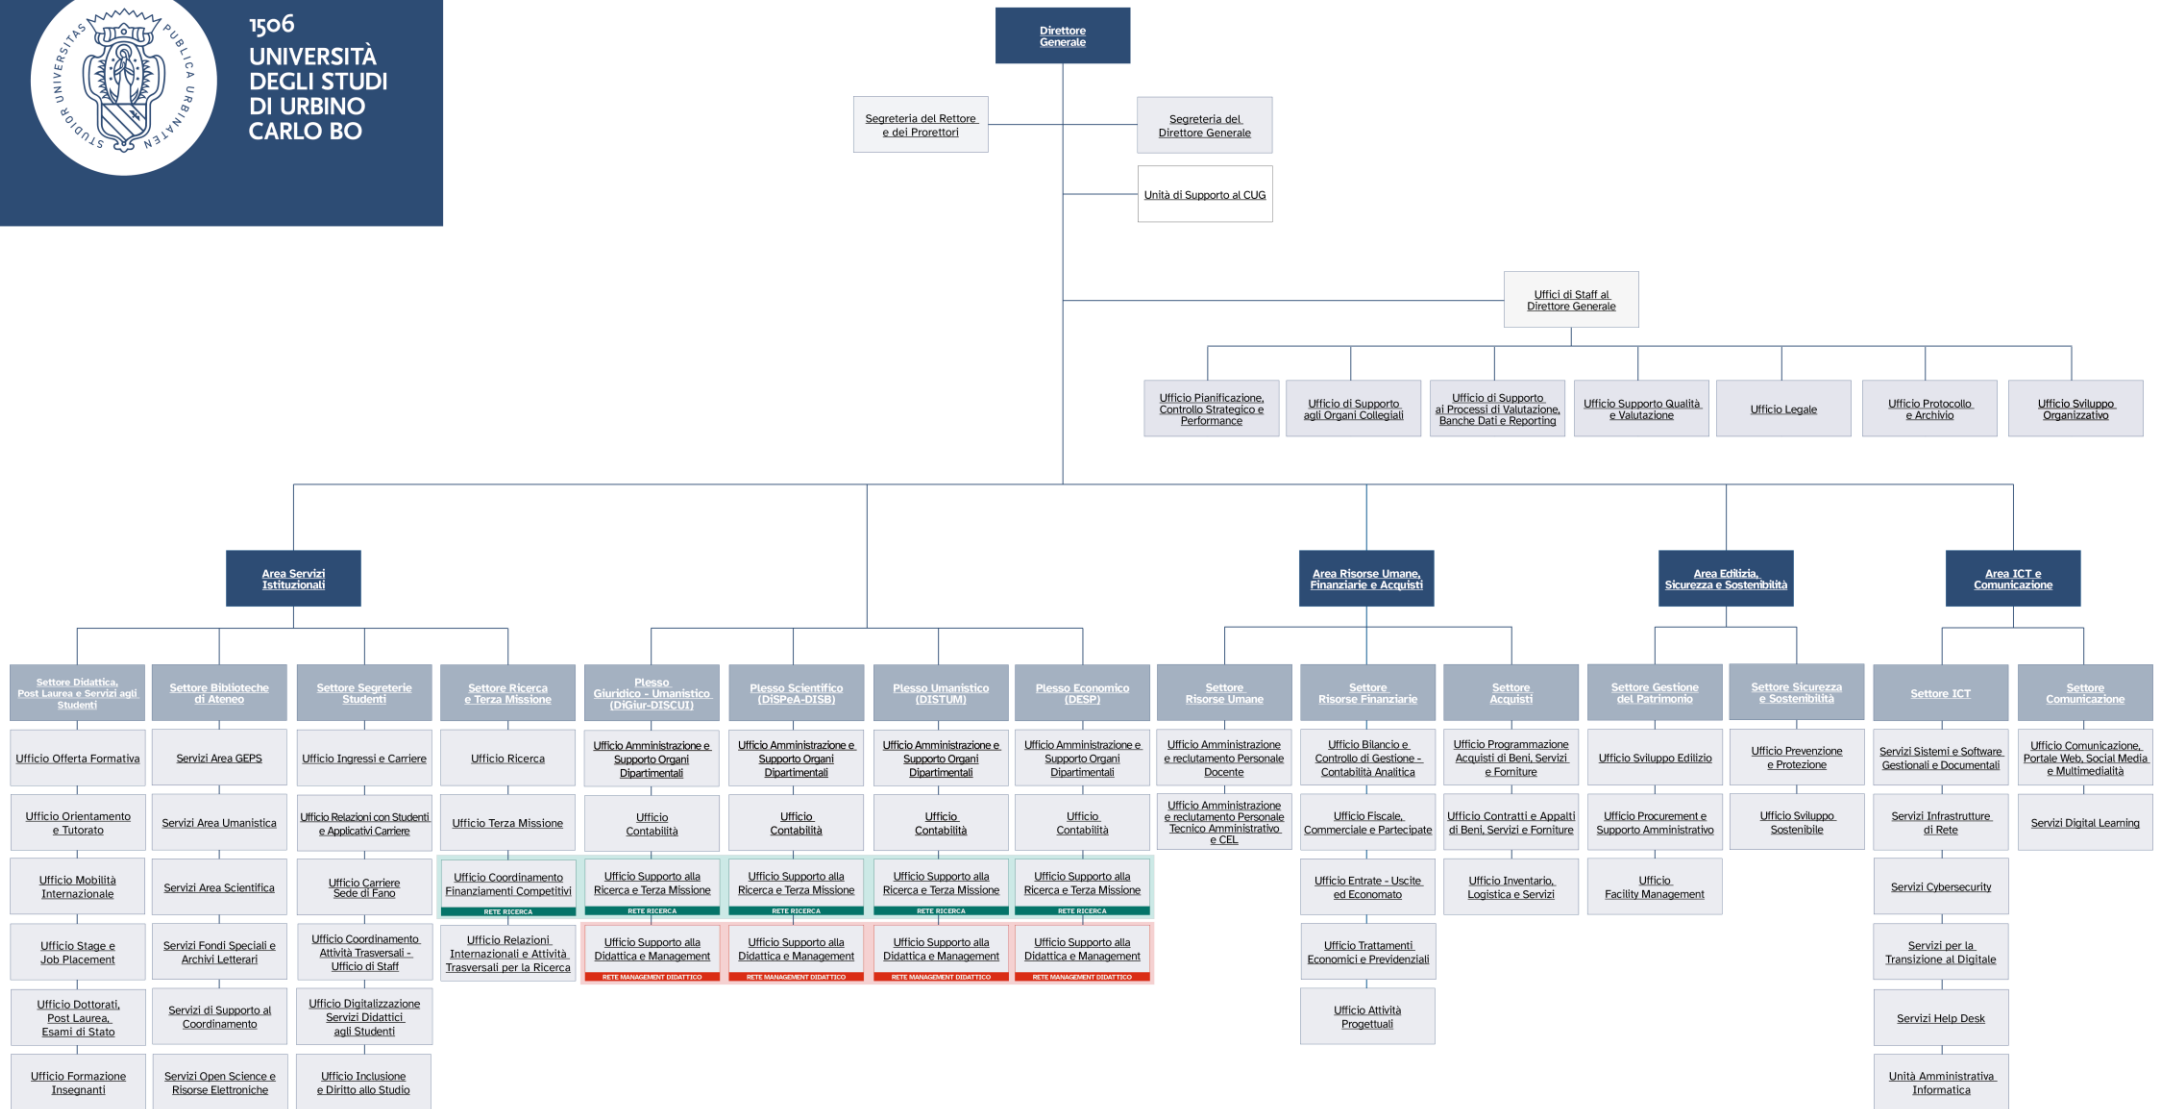 STUDIOR UNIVERSITAS PUBLICA URBINATEN
1506
UNIVERSITÀ
DEGLI STUDI
DI URBINO
CARLO BO
Direttore
Generale
Segreteria del Rettore
e dei Prorettori
Segreteria del
Direttore Generale
Unità di Supporto al CUG
Uffici di Staff al
Direttore Generale
Ufficio Pianificazione,
Controllo Strategico e
Performance
Ufficio di Supporto
agli Organi Collegiali
Ufficio di Supporto
ai Processi di Valutazione,
Banche Dati e Reporting
Ufficio Supporto Qualità
e Valutazione
Ufficio Legale
Ufficio Protocollo
e Archivio
Ufficio Sviluppo
Organizzativo
Area Servizi
Istituzionali
Area Risorse Umane,
Finanziarie e Acquisti
Area Edilizia,
Sicurezza e Sostenibilità
Area ICT e
Comunicazione
Settore Didattica,
Post Laurea e Servizi agli
Studenti
Ufficio Offerta Formativa
Ufficio Orientamento
e Tutorato
Ufficio Mobilità
Internazionale
Ufficio Stage e
Job Placement
Ufficio Dottorati,
Post Laurea,
Esami di Stato
Ufficio Formazione
Insegnanti
Settore Biblioteche
di Ateneo
Servizi Area GEPS
Servizi Area Umanistica
Servizi Area Scientifica
Servizi Fondi Speciali e
Archivi Letterari
Servizi di Supporto al
Coordinamento
Servizi Open Science e
Risorse Elettroniche
Settore Segreterie
Studenti
Ufficio Ingressi e Carriere
Ufficio Relazioni con Studenti
e Applicativi Carriere
Ufficio Carriere
Sede di Fano
Ufficio Coordinamento
Attività Trasversali -
Ufficio di Staff
Ufficio Digitalizzazione
Servizi Didattici
agli Studenti
Ufficio Inclusione
e Diritto allo Studio
Settore Ricerca
e Terza Missione
Ufficio Ricerca
Ufficio Terza Missione
Ufficio Coordinamento
Finanziamenti Competitivi
RETE RICERCA
Ufficio Relazioni
Internazionali e Attività
Trasversali per la Ricerca
Plesso
Giuridico - Umanistico
(DiGiur-DISCUI)
Ufficio Amministrazione e
Supporto Organi
Dipartimentali
Ufficio
Contabilità
Ufficio Supporto alla
Ricerca e Terza Missione
RETE RICERCA
Ufficio Supporto alla
Didattica e Management
RETE MANAGEMENT DIDATTICO
Plesso Scientifico
(DiSPeA-DISB)
Ufficio Amministrazione e
Supporto Organi
Dipartimentali
Ufficio
Contabilità
Ufficio Supporto alla
Ricerca e Terza Missione
RETE RICERCA
Ufficio Supporto alla
Didattica e Management
RETE MANAGEMENT DIDATTICO
Plesso Umanistico
(DISTUM)
Ufficio Amministrazione e
Supporto Organi
Dipartimentali
Ufficio
Contabilità
Ufficio Supporto alla
Ricerca e Terza Missione
RETE RICERCA
Ufficio Supporto alla
Didattica e Management
RETE MANAGEMENT DIDATTICO
Plesso Economico
(DESP)
Ufficio Amministrazione e
Supporto Organi
Dipartimentali
Ufficio
Contabilità
Ufficio Supporto alla
Ricerca e Terza Missione
RETE RICERCA
Ufficio Supporto alla
Didattica e Management
RETE MANAGEMENT DIDATTICO
Settore
Risorse Umane
Ufficio Amministrazione
e reclutamento Personale
Docente
Ufficio Amministrazione
e reclutamento Personale
Tecnico Amministrativo
e CEL
Settore
Risorse Finanziarie
Ufficio Bilancio e
Controllo di Gestione -
Contabilità Analitica
Ufficio Fiscale,
Commerciale e Partecipate
Ufficio Entrate - Uscite
ed Economato
Ufficio Trattamenti
Economici e Previdenziali
Ufficio Attività
Progettuali
Settore
Acquisti
Ufficio Programmazione
Acquisti di Beni, Servizi
e Forniture
Ufficio Contratti e Appalti
di Beni, Servizi e Forniture
Ufficio Inventario,
Logistica e Servizi
Settore Gestione
del Patrimonio
Ufficio Sviluppo Edilizio
Ufficio Procurement e
Supporto Amministrativo
Ufficio
Facility Management
Settore Sicurezza
e Sostenibilità
Ufficio Prevenzione
e Protezione
Ufficio Sviluppo
Sostenibile
Settore ICT
Servizi Sistemi e Software
Gestionali e Documentali
Servizi Infrastrutture
di Rete
Servizi Cybersecurity
Servizi per la
Transizione al Digitale
Servizi Help Desk
Unità Amministrativa
Informatica
Settore
Comunicazione
Ufficio Comunicazione,
Portale Web, Social Media
e Multimedialità
Servizi Digital Learning